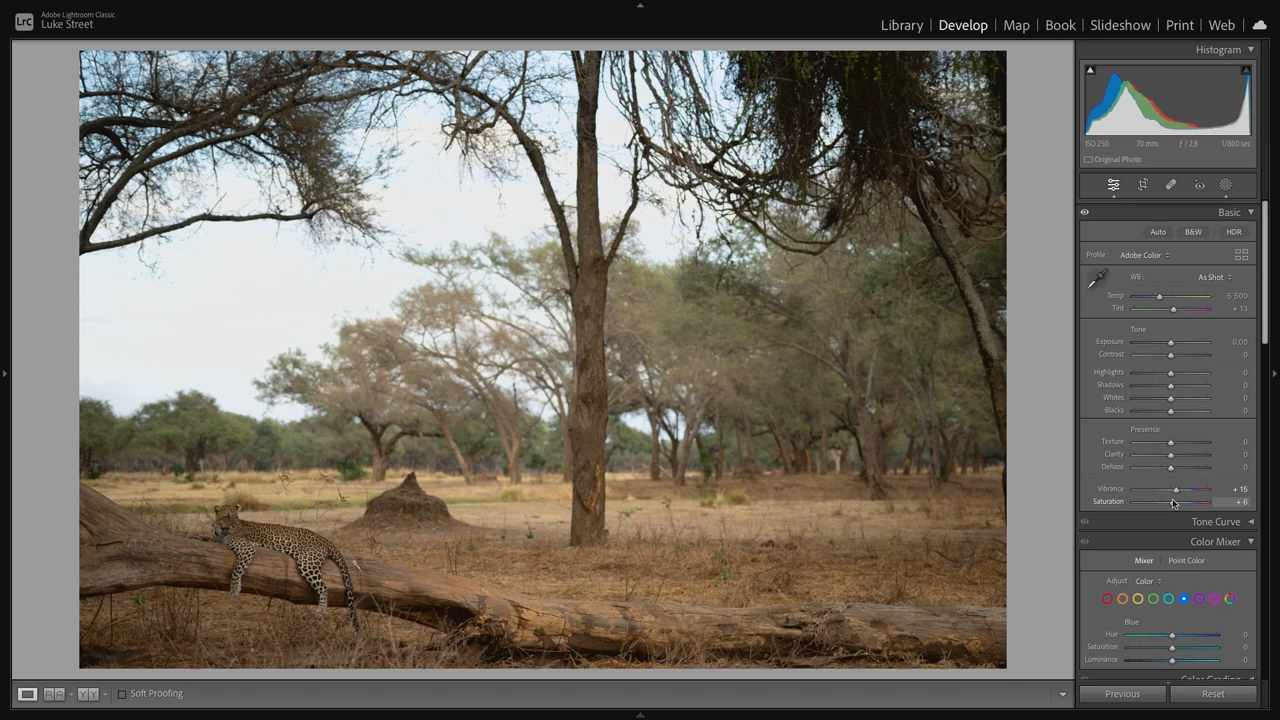 LrC
Adobe Lightroom Classic
Luke Street
Library | Develop | Map | Book | Slideshow | Print | Web
Histogram
ISO 250 70 mm ƒ / 2,8 1/800 sec
Original Photo
Basic
Auto B&W HDR
Profile : Adobe Color
WB : As Shot
Temp 5 500
Tint + 13
Tone
Exposure 0,00
Contrast 0
Highlights 0
Shadows 0
Whites 0
Blacks 0
Presence
Texture 0
Clarity 0
Dehaze 0
Vibrance + 15
Saturation + 6
Tone Curve
Color Mixer
Mixer Point Color
Adjust : Color
Blue
Hue 0
Saturation 0
Luminance 0
Color Grading
Soft Proofing
Previous Reset